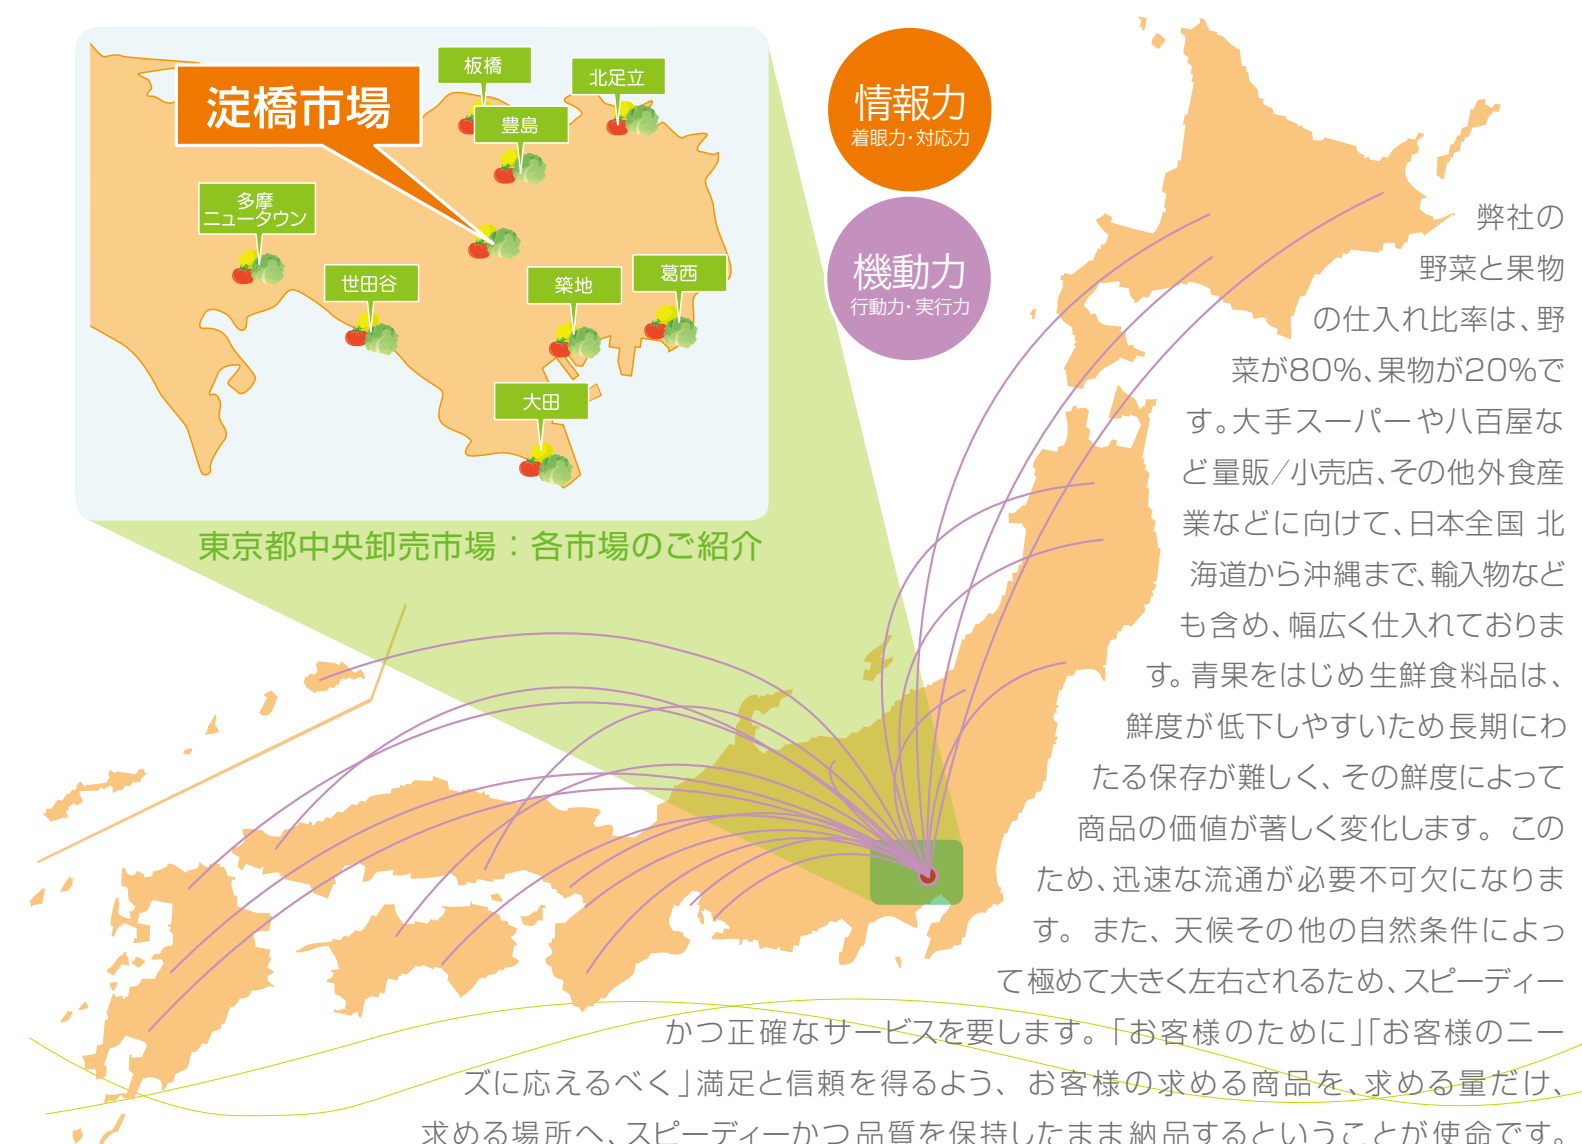 板橋
北足立
淀橋市場
豊島
多摩
ニュータウン
世田谷
築地
葛西
大田
東京都中央卸売市場：各市場のご紹介
情報力
着眼力・対応力
機動力
行動力・実行力
弊社の
野菜と果物
の仕入れ比率は、野
菜が80%、果物が20%で
す。大手スーパーや八百屋な
ど量販/小売店、その他外食産
業などに向けて、日本全国 北
海道から沖縄まで、輸入物など
も含め、幅広く仕入れておりま
す。青果をはじめ生鮮食料品は、
鮮度が低下しやすいため長期にわ
たる保存が難しく、その鮮度によって
商品の価値が著しく変化します。この
ため、迅速な流通が必要不可欠になりま
す。また、天候その他の自然条件によっ
て極めて大きく左右されるため、スピーディー
かつ正確なサービスを要します。「お客様のために」「お客様のニー
ズに応えるべく」満足と信頼を得るよう、お客様の求める商品を、求める量だけ、
求める場所へ、スピーディーかつ品質を保持したまま納品するということが使命です。